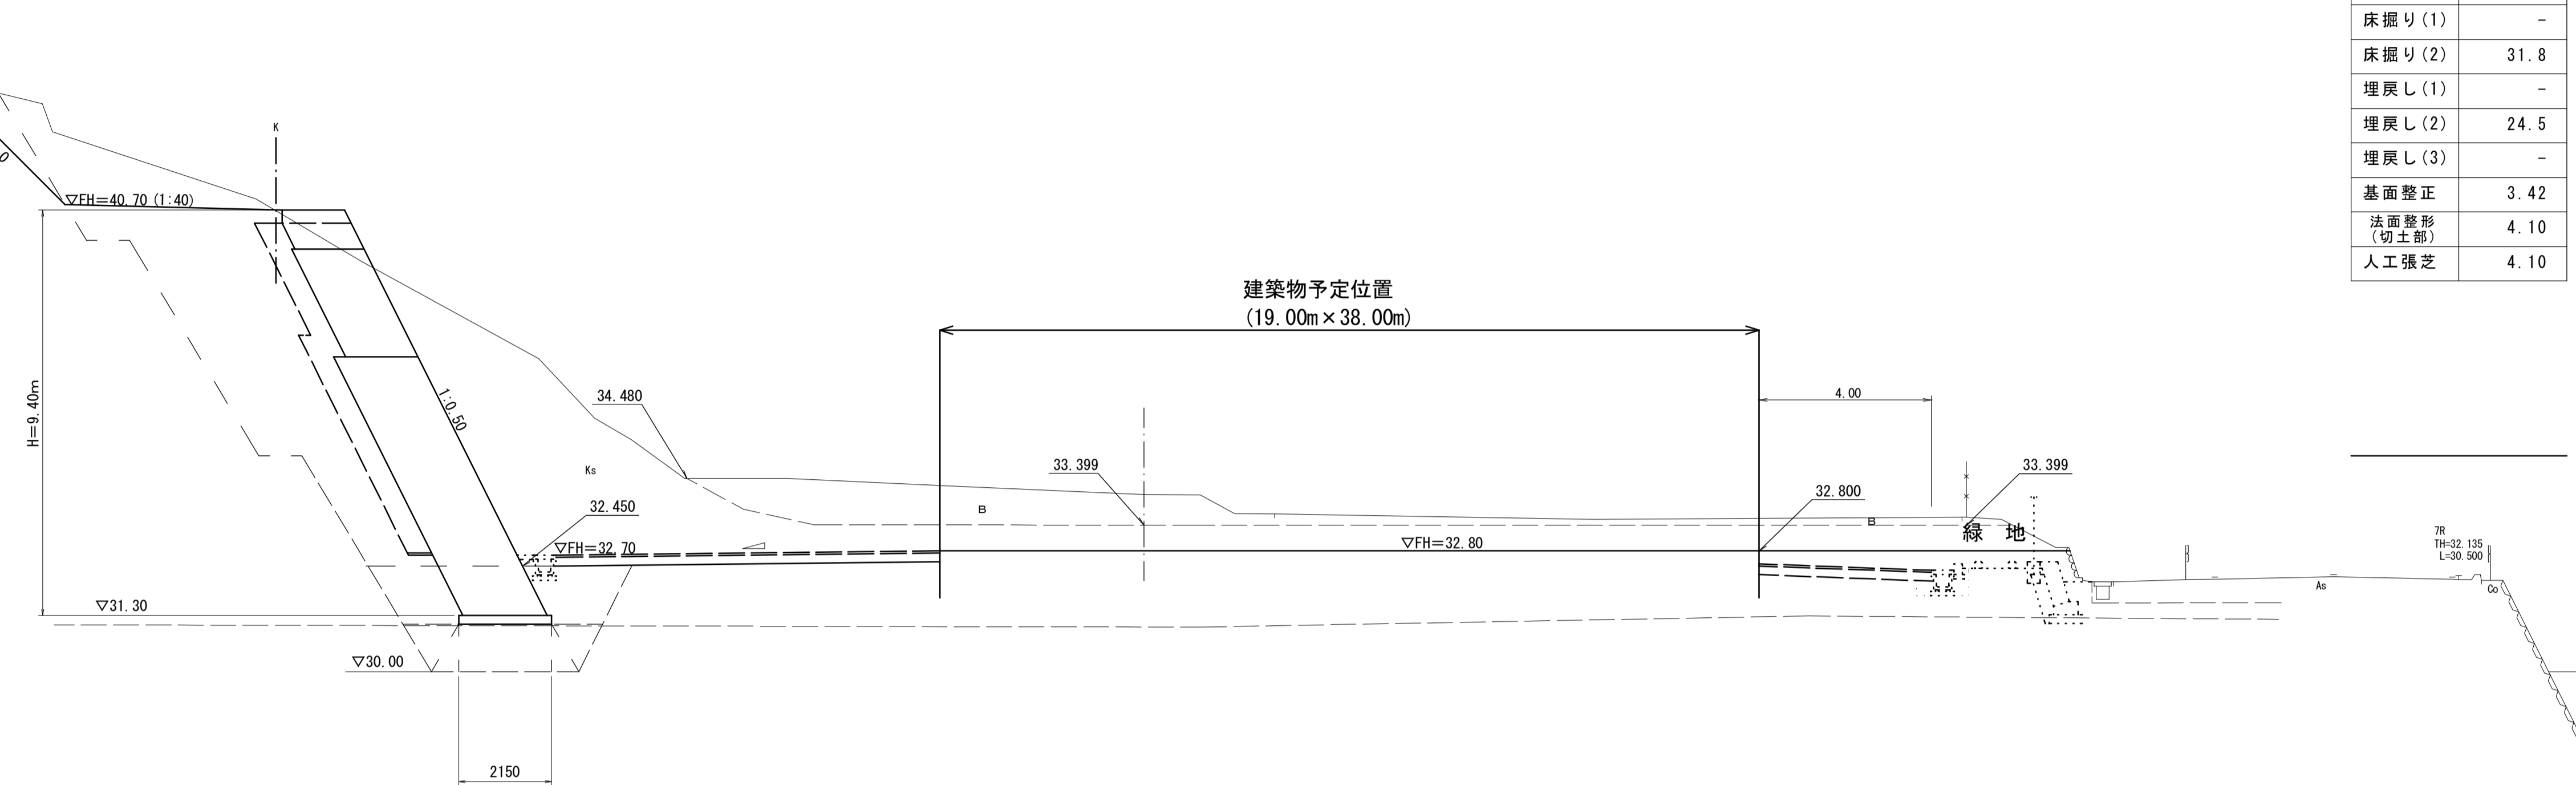 床掘り(1) -
床掘り(2) 31.8
埋戻し(1) -
埋戻し(2) 24.5
埋戻し(3) -
基面整正 3.42
法面整形
(切土部) 4.10
人工張芝 4.10
K
0
▽FH=40.70 (1:40)
建築物予定位置
(19.00m×38.00m)
H=9.40m
1:0.50
34.480
4.00
Ks
33.399
33.399
32.450
B
32.800
B
緑 地
▽FH=32.70
▽FH=32.80
7R
TH=32.135
L=30.500
As
Co
▽31.30
▽30.00
2150